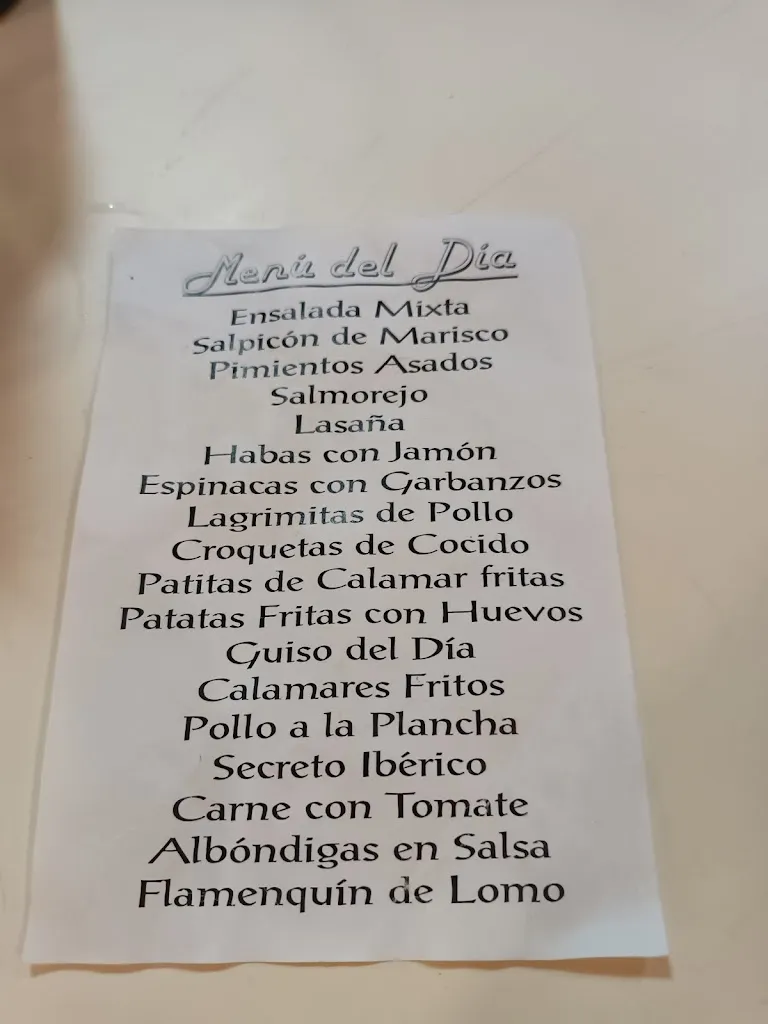 Menú del Día
Ensalada Mixta
Salpicón de Marisco
Pimientos Asados
Salmorejo
Lasaña
Habas con Jamón
Espinacas con Garbanzos
Lagrimitas de Pollo
Croquetas de Cocido
Patitas de Calamar fritas
Patatas Fritas con Huevos
Guiso del Día
Calamares Fritos
Pollo a la Plancha
Secreto Ibérico
Carne con Tomate
Albóndigas en Salsa
Flamenquín de Lomo